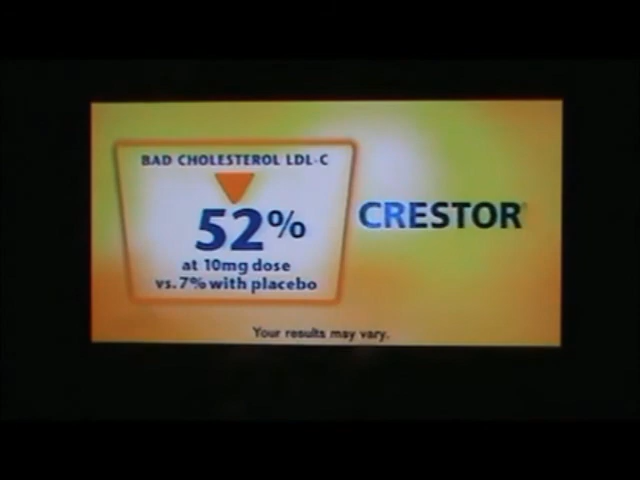 BAD CHOLESTEROL LDL-C
52%
at 10mg dose
vs. 7% with placebo
CRESTOR®
Your results may vary.